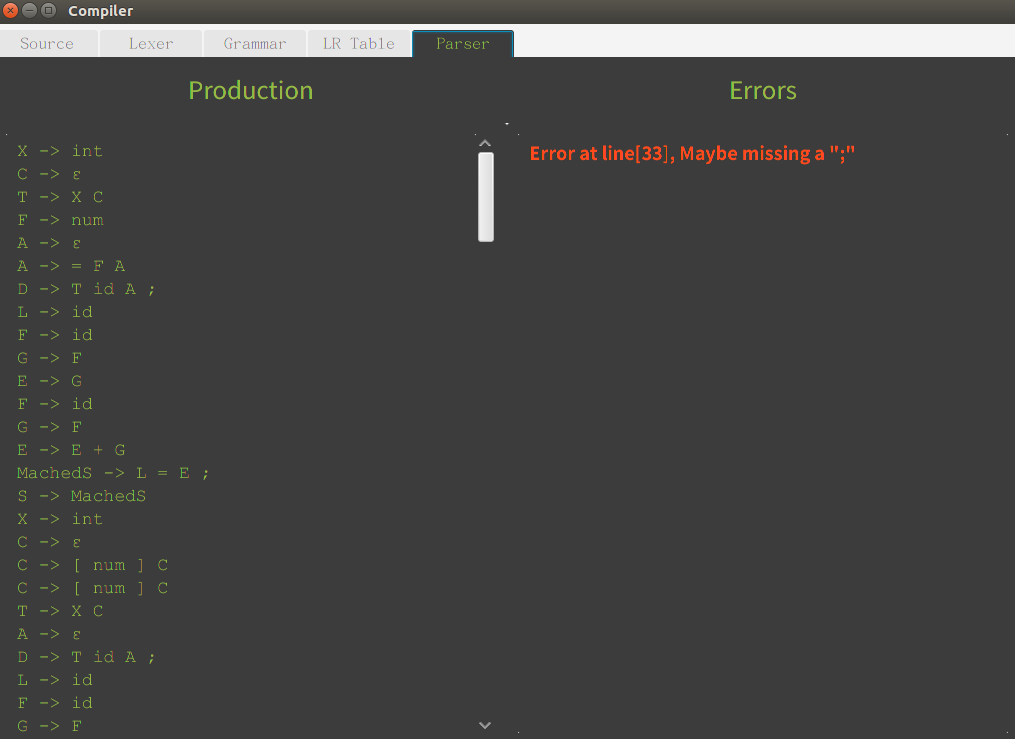 Compiler
Source Lexer Grammar LR Table Parser
Production
X -> int
C -> ε
T -> X C
F -> num
A -> ε
A -> = F A
D -> T id A ;
L -> id
F -> id
G -> F
E -> G
F -> id
G -> F
E -> E + G
MachedS -> L = E ;
S -> MachedS
X -> int
C -> ε
C -> [ num ] C
C -> [ num ] C
T -> X C
A -> ε
D -> T id A ;
L -> id
F -> id
G -> F
Errors
Error at line[33], Maybe missing a ";"